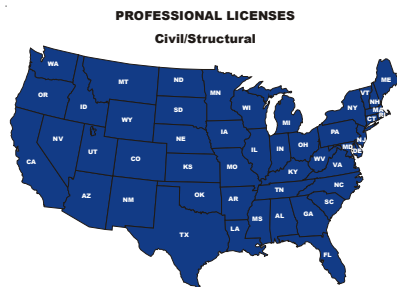 PROFESSIONAL LICENSES
Civil/Structural
WA
ME
MT
ND
VT
MN
NH
OR
ID
WI
NY
MA
SD
RI
WY
MI
CT
IA
PA
NV
NE
OH
NJ
UT
IL
IN
MD
DE
CO
CA
KS
MO
WV
VA
KY
NC
TN
AZ
NM
OK
AR
SC
MS
AL
GA
TX
LA
FL